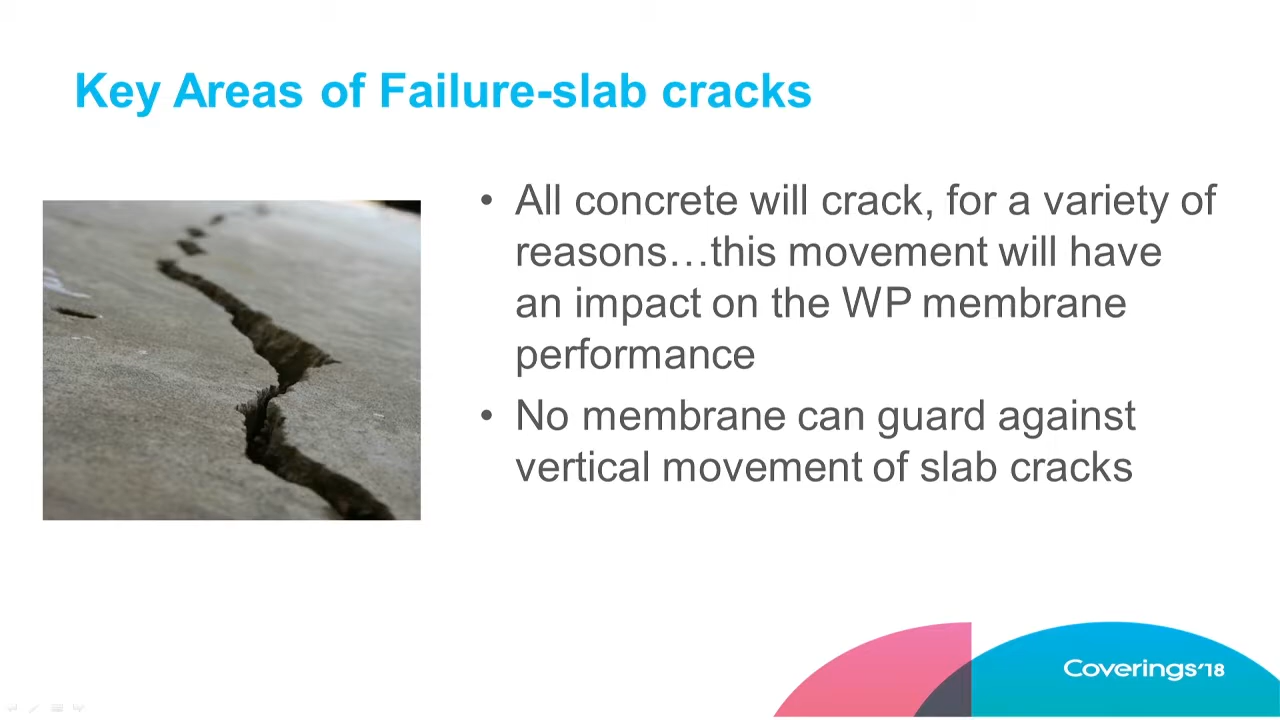 Key Areas of Failure-slab cracks
• All concrete will crack, for a variety of
reasons…this movement will have
an impact on the WP membrane
performance
• No membrane can guard against
vertical movement of slab cracks
Coverings'18